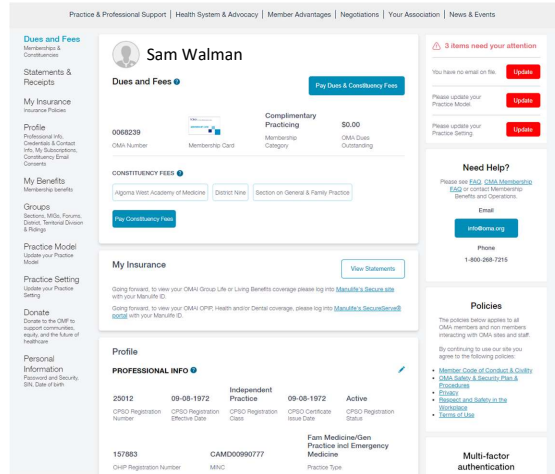 Practice & Professional Support | Health System & Advocacy | Member Advantages | Negotiations | Your Association | News & Events
Dues and Fees
Memberships &
Constituencies
Statements &
Receipts
My Insurance
Insurance Policies
Profile
Professional Info,
Credentials & Contact
Info, My Subscriptions,
Constituency Email
Consents
My Benefits
Membership benefits
Groups
Sections, MIGs, Forums,
District, Territorial Division
& Ridings
Practice Model
Update your Practice
Model
Practice Setting
Update your Practice
Setting
Donate
Donate to the OMF to
support communities,
equity, and the future of
healthcare
Personal
Information
Password and Security,
SIN, Date of birth
Sam Walman
Dues and Fees
Pay Dues & Constituency Fees
0068239
OMA Number
Membership Card
Complimentary
Practicing
Membership
Category
$0.00
OMA Dues
Outstanding
CONSTITUENCY FEES
Algoma West Academy of Medicine
District Nine
Section on General & Family Practice
Pay Constituency Fees
My Insurance
View Statements
Going forward, to view your OMAI Group Life or Living Benefits coverage please log into Manulife's Secure site
with your Manulife ID.
Going forward, to view your OMAI OPIP, Health and/or Dental coverage, please log into Manulife's SecureServe®
portal with your Manulife ID.
Profile
PROFESSIONAL INFO
25012
CPSO Registration
Number
09-08-1972
CPSO Registration
Effective Date
Independent
Practice
CPSO Registration
Class
09-08-1972
CPSO Certificate
Issue Date
Active
CPSO Registration
Status
157883
OHIP Registration Number
CAMD00990777
MINC
Fam Medicine/Gen
Practice incl Emergency
Medicine
Practice Type
3 items need your attention
You have no email on file.
Update
Please update your
Practice Model.
Update
Please update your
Practice Setting.
Update
Need Help?
Please see FAQ, CMA Membership
FAQ or contact Membership
Benefits and Operations.
Email
info@oma.org
Phone
1-800-268-7215
Policies
The policies below applies to all
OMA members and non members
interacting with OMA sites and staff.
By continuing to use our site you
agree to the following policies:
• Member Code of Conduct & Civility
• OMA Safety & Security Plan &
Procedures
• Privacy
• Respect and Safety in the
Workplace
• Terms of Use
Multi-factor
authentication